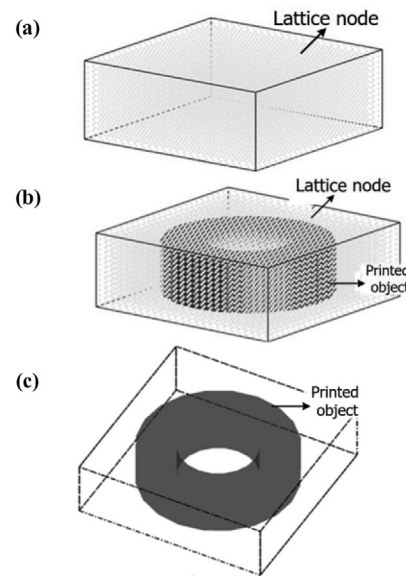 (a)
Lattice node
(b)
Lattice node
Printed
object
(c)
Printed
object